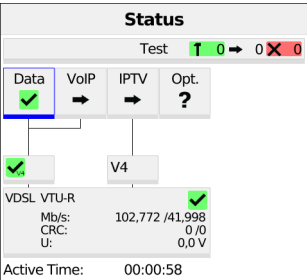 Status
Test 0 0 0
Data VoIP IPTV Opt.
?
V4 V4
VDSL VTU-R
Mb/s: 102,772 /41,998
CRC: 0 /0
U: 0,0 V
Active Time: 00:00:58